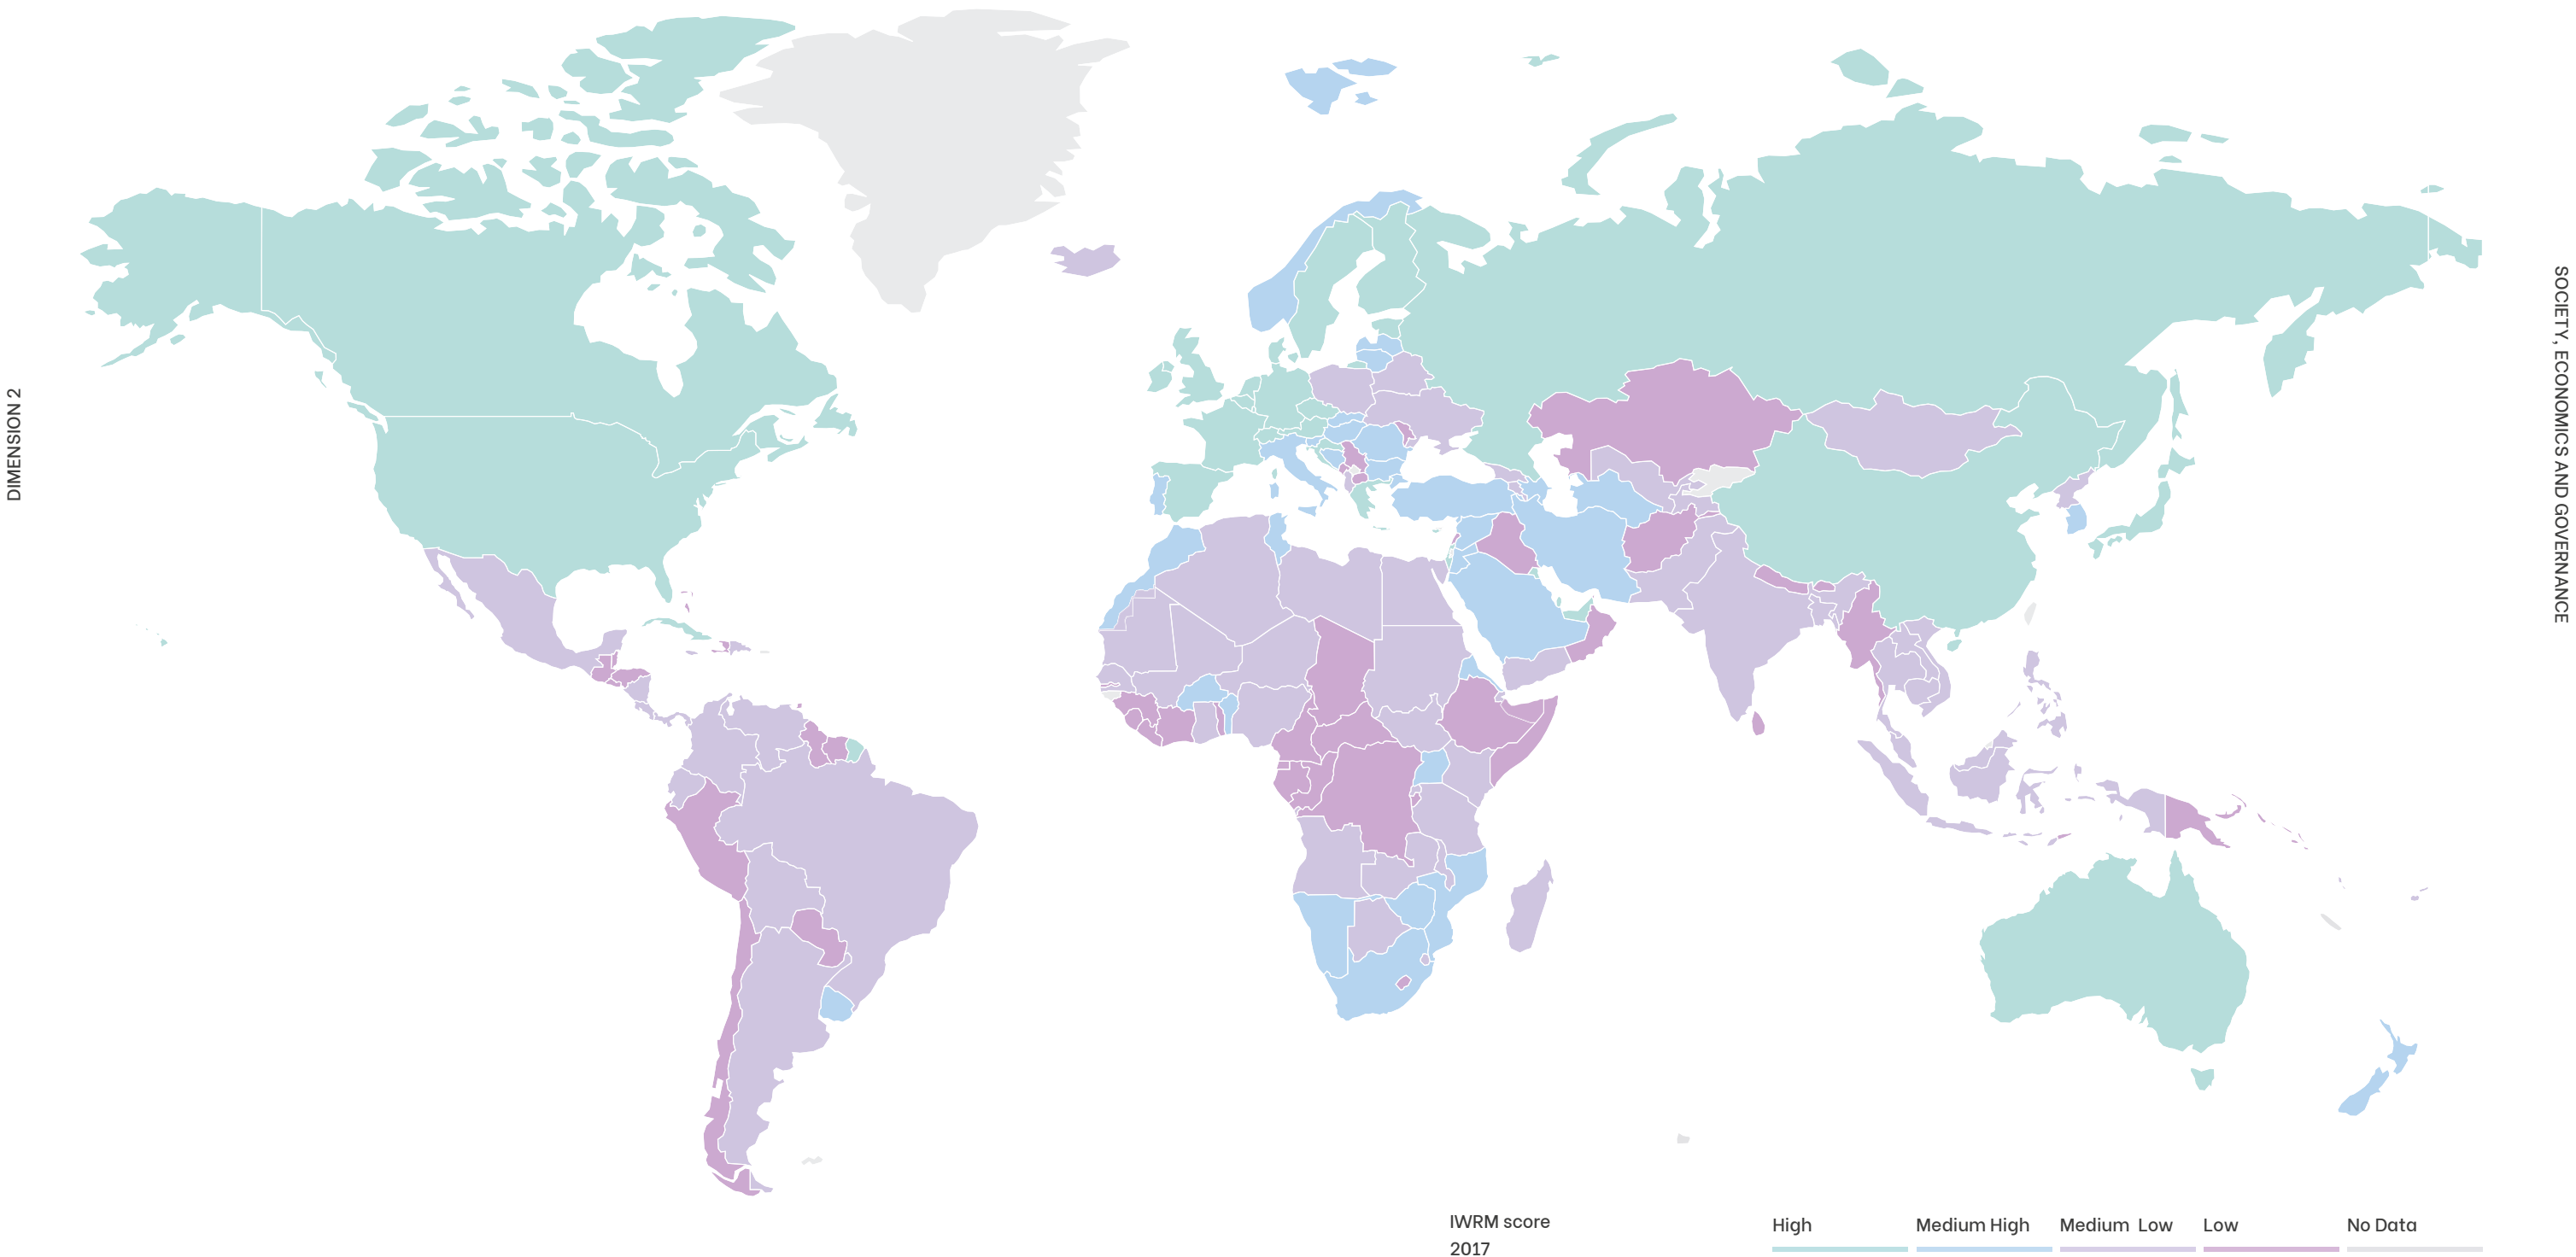 DIMENSION 2
SOCIETY, ECONOMICS AND GOVERNANCE
IWRM score
2017
High
Medium High
Medium Low
Low
No Data